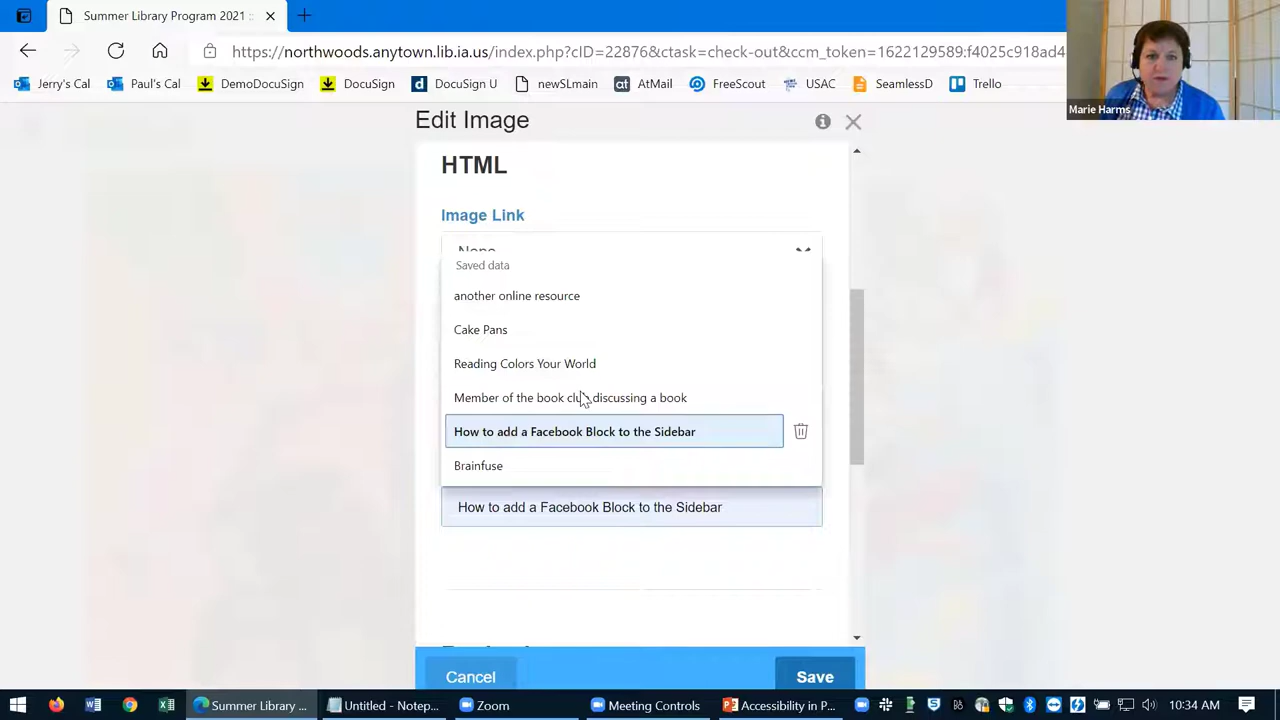 Summer Library Program 2021 ::
https://northwoods.anytown.lib.ia.us/index.php?cID=22876&ctask=check-out&ccm_token=1622129589:f4025c918ad4
Jerry's Cal
Paul's Cal
DemoDocuSign
DocuSign
DocuSign U
newSLmain
AtMail
FreeScout
USAC
SeamlessD
Trello
Marie Harms
Edit Image
HTML
Image Link
None
Saved data
another online resource
Cake Pans
Reading Colors Your World
Member of the book club discussing a book
How to add a Facebook Block to the Sidebar
Brainfuse
How to add a Facebook Block to the Sidebar
Cancel
Save
Summer Library ...
Untitled - Notep...
Zoom
Meeting Controls
Accessibility in P...
10:34 AM